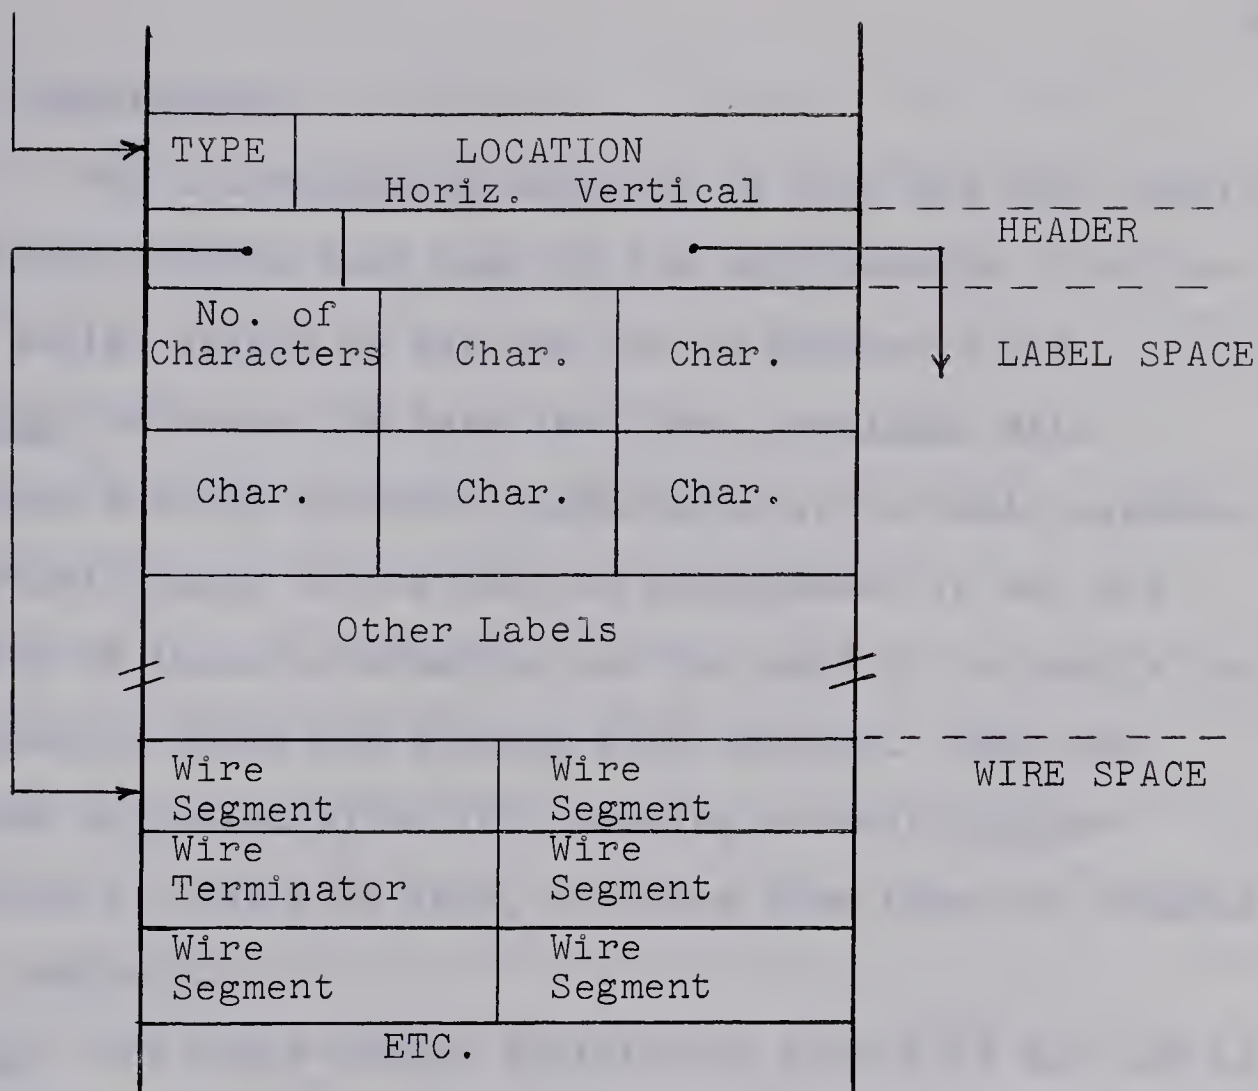 TYPE LOCATION
Horiz. Vertical
HEADER
No. of
Characters Char. Char.
LABEL SPACE
Char. Char. Char.
Other Labels
WIRE SPACE
Wire Wire
Segment Segment
Wire Wire
Terminator Segment
Wire Wire
Segment Segment
ETC.